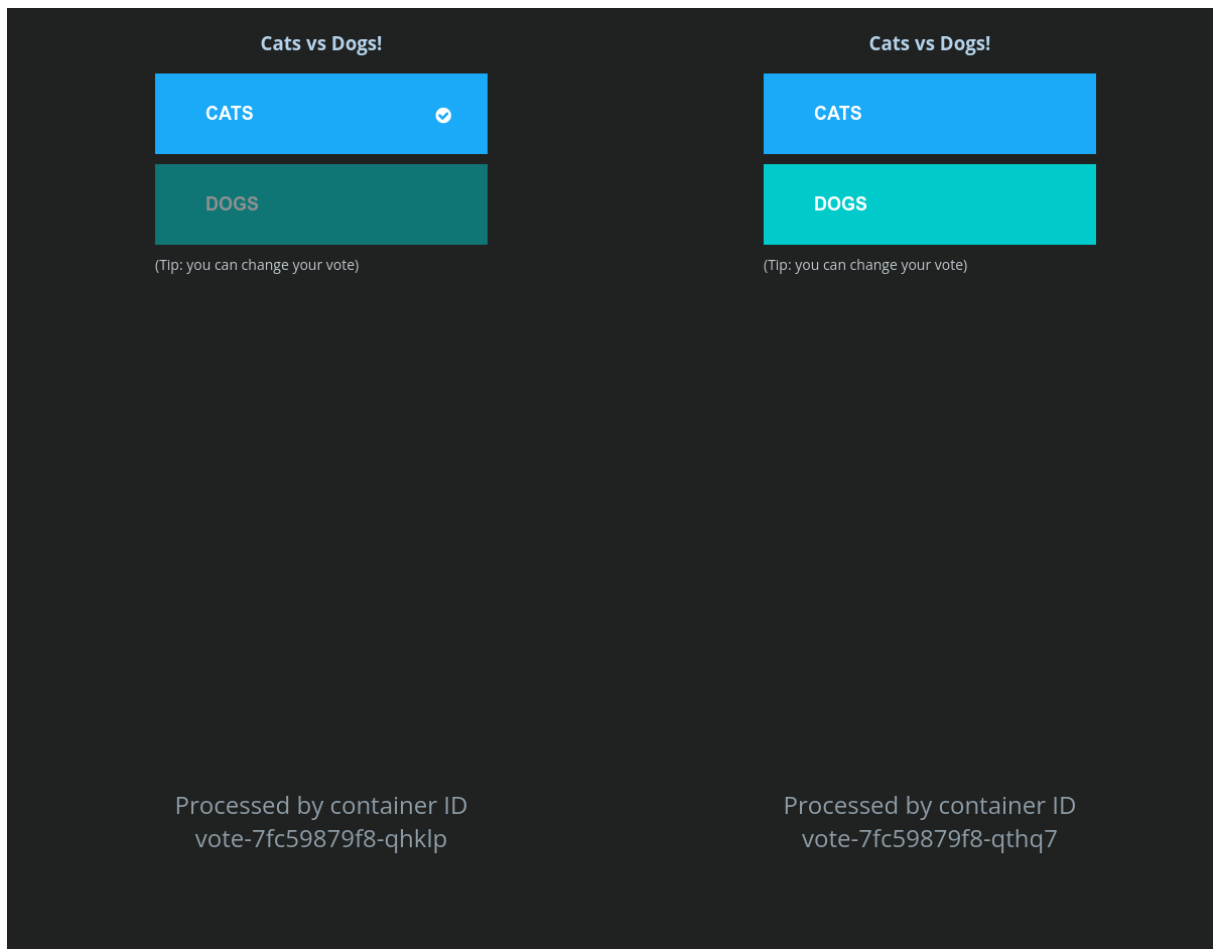 Cats vs Dogs!
CATS
DOGS
(Tip: you can change your vote)
Processed by container ID
vote-7fc59879f8-qhklp
Cats vs Dogs!
CATS
DOGS
(Tip: you can change your vote)
Processed by container ID
vote-7fc59879f8-qthq7